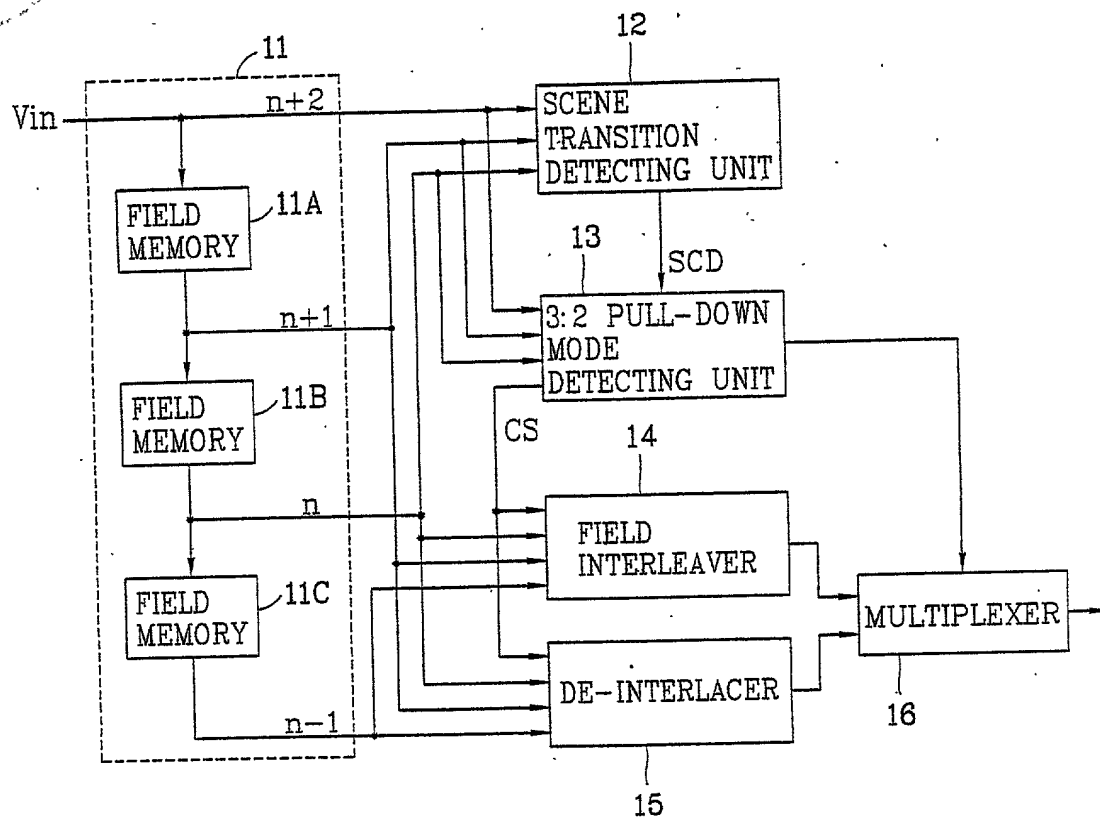 11
12
Vin
n+2
SCENE
TRANSITION
DETECTING UNIT
FIELD
MEMORY
11A
13
SCD
n+1
3:2 PULL-DOWN
MODE
DETECTING UNIT
FIELD
MEMORY
11B
CS
14
n
FIELD
INTERLEAVER
FIELD
MEMORY
11C
MULTIPLEXER
DE-INTERLACER
16
n-1
15